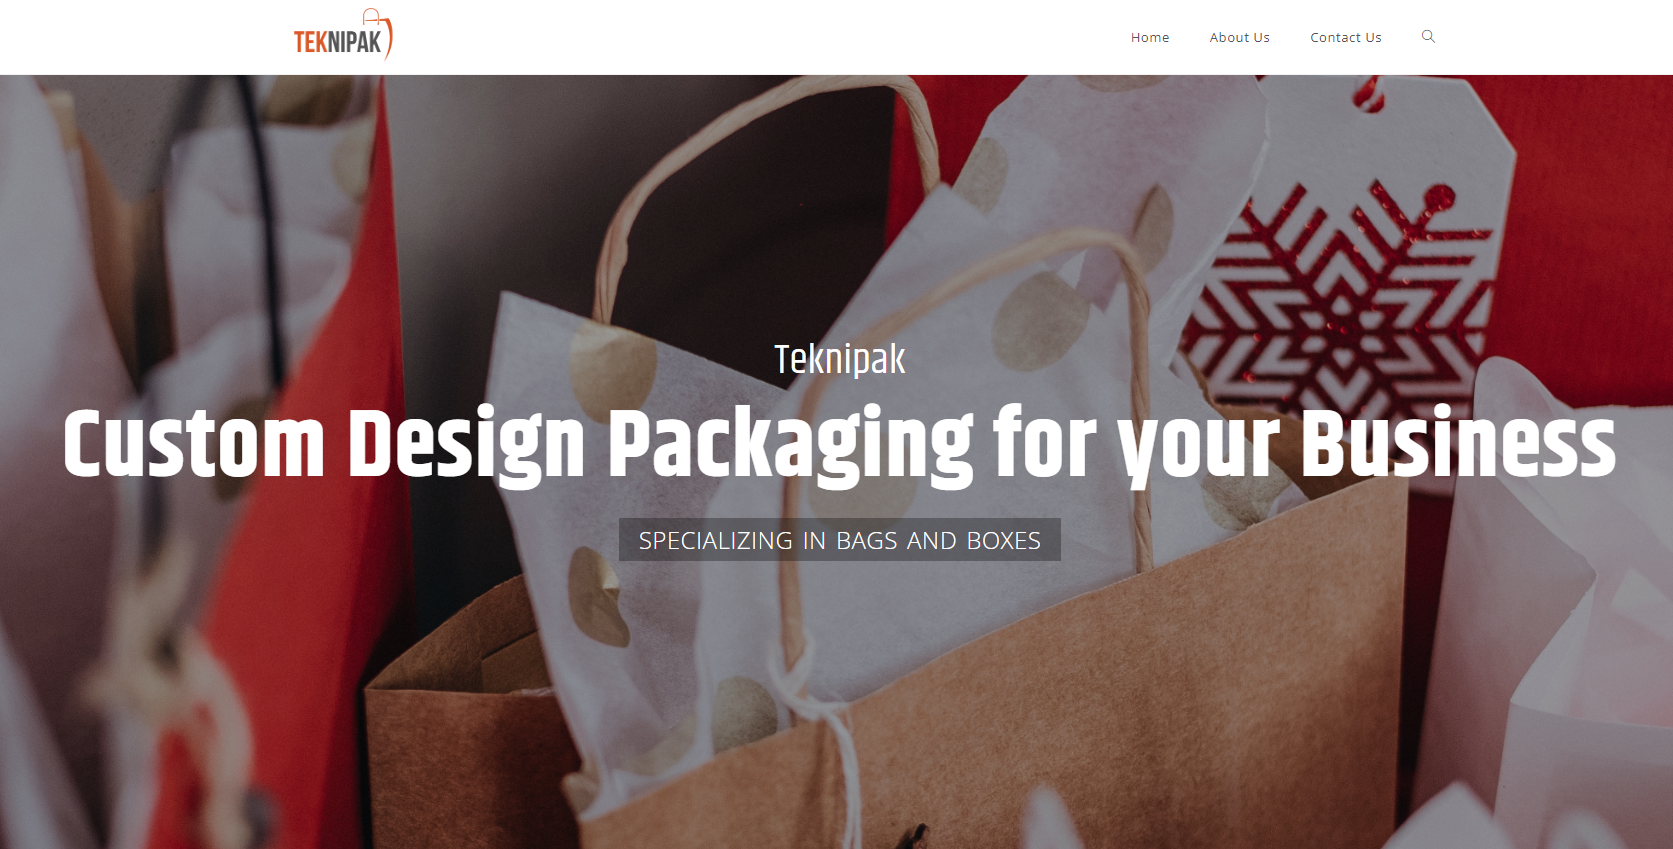 TEKNIPAK
Home
About Us
Contact Us
Teknipak
Custom Design Packaging for your Business
SPECIALIZING IN BAGS AND BOXES